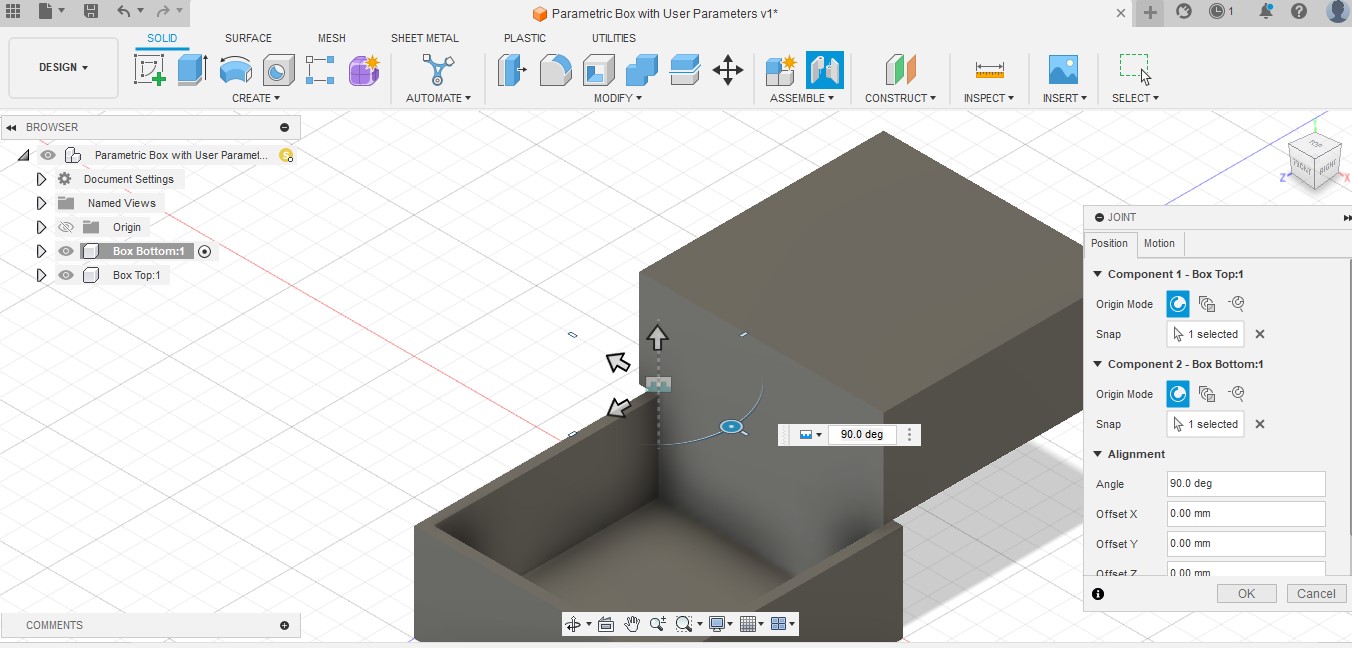 Parametric Box with User Parameters v1*
1
SOLID SURFACE MESH SHEET METAL PLASTIC UTILITIES
DESIGN
CREATE AUTOMATE MODIFY ASSEMBLE CONSTRUCT INSPECT INSERT SELECT
BROWSER
Parametric Box with User Paramet...
S
Document Settings
Named Views
Origin
Box Bottom:1
Box Top:1
TOP
FRONT RIGHT
Z X
90.0 deg
JOINT
Position Motion
Component 1 - Box Top:1
Origin Mode
Snap 1 selected
Component 2 - Box Bottom:1
Origin Mode
Snap 1 selected
Alignment
Angle 90.0 deg
Offset X 0.00 mm
Offset Y 0.00 mm
Offset Z 0.00 mm
OK Cancel
COMMENTS